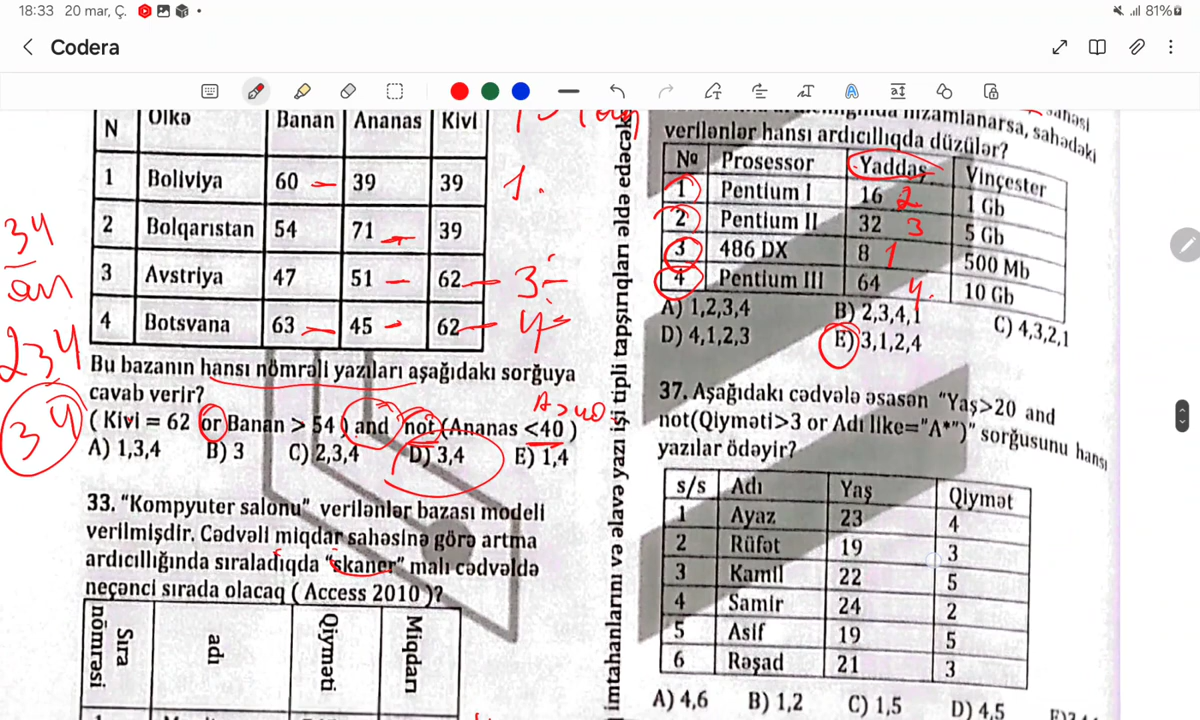 18:33 20 mar, Ç.
81%
Codera
N Ölkə Banan Ananas Kivi
1 Boliviya 60 39 39
2 Bolqarıstan 54 71 39
3 Avstriya 47 51 62
4 Botsvana 63 45 62
1.
3
4
34
234
34
Bu bazanın hansı nömrəli yazıları aşağıdakı sorğuya
cavab verir?
A>40
( Kivi = 62 or Banan > 54 ) and not (Ananas <40 )
A) 1,3,4 B) 3 C) 2,3,4 D) 3,4 E) 1,4
33. “Kompyuter salonu” verilənlər bazası modeli
verilmişdir. Cədvəli miqdar sahəsinə görə artma
ardıcıllığında sıraladıqda “skaner” malı cədvəldə
neçənci sırada olacaq ( Access 2010 )?
Sıra nömrəsi adı Qiyməti Miqdarı
imtahanlarını və əlavə yazı işi tipli tapşırıqları əldə edəcək
nizamlanarsa, sahədəki
verilənlər hansı ardıcıllıqda düzülər?
№ Prosessor Yaddaş Vinçester
1 Pentium I 16 2 1 Gb
2 Pentium II 32 3 5 Gb
3 486 DX 8 1 500 Mb
4 Pentium III 64 4. 10 Gb
A) 1,2,3,4 B) 2,3,4,1 C) 4,3,2,1
D) 4,1,2,3 E) 3,1,2,4
37. Aşağıdakı cədvələ əsasən “Yaş>20 and
not(Qiyməti>3 or Adı like="A*")” sorğusunu hansı
yazılar ödəyir?
s/s Adı Yaş Qiymət
1 Ayaz 23 4
2 Rüfət 19 3
3 Kamil 22 5
4 Samir 24 2
5 Asif 19 5
6 Rəşad 21 3
A) 4,6 B) 1,2 C) 1,5 D) 4,5